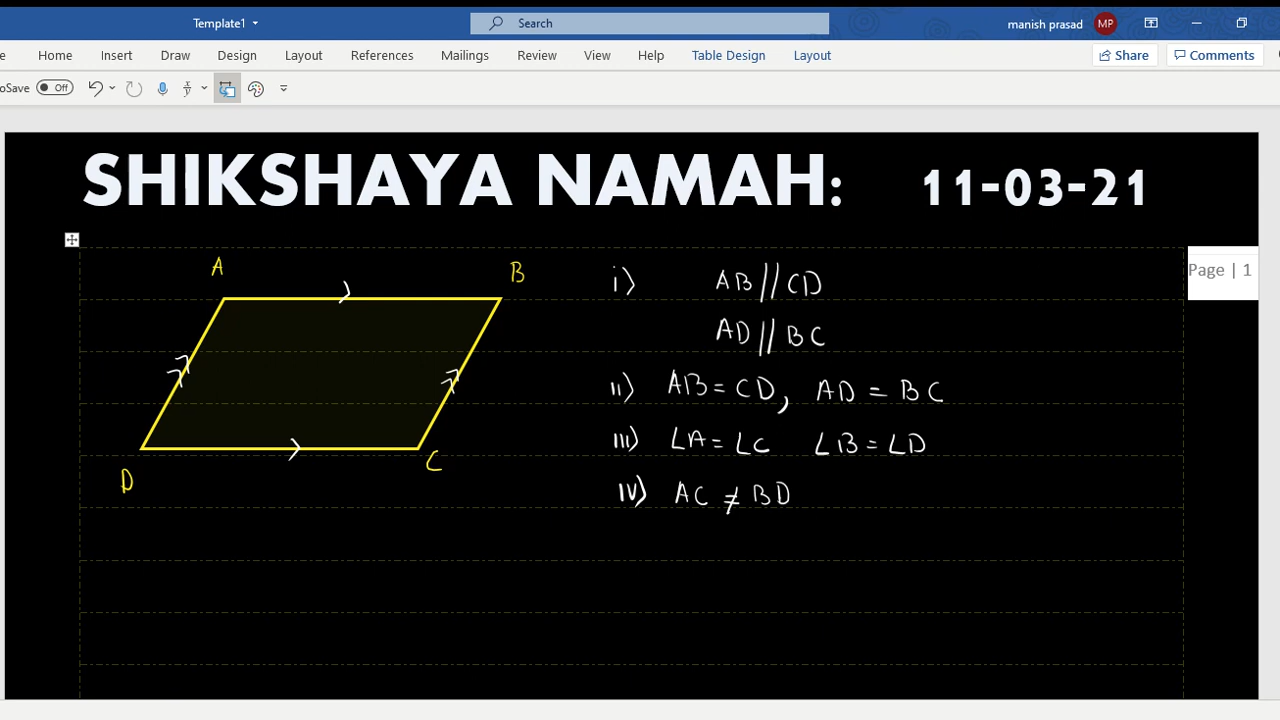 Template1
Search
manish prasad MP
e Home Insert Draw Design Layout References Mailings Review View Help Table Design Layout Share Comments
oSave Off
SHIKSHAYA NAMAH: 11-03-21
Page | 1
A B
D C
i) AB // CD
AD // BC
ii) AB = CD, AD = BC
iii) ∠A = ∠C ∠B = ∠D
iv) AC ≠ BD